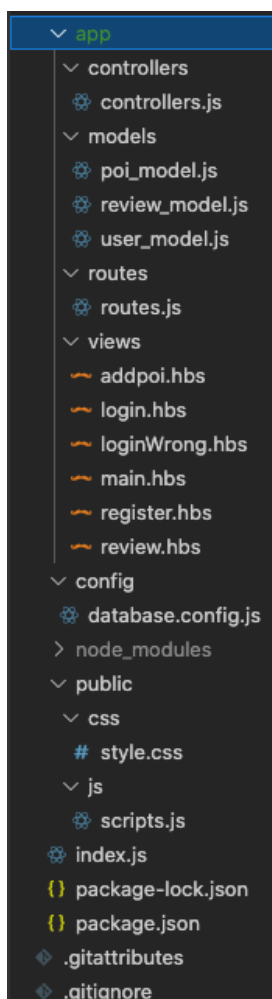 app
controllers
controllers.js
models
poi_model.js
review_model.js
user_model.js
routes
routes.js
views
addpoi.hbs
login.hbs
loginWrong.hbs
main.hbs
register.hbs
review.hbs
config
database.config.js
node_modules
public
css
# style.css
js
scripts.js
index.js
{} package-lock.json
{} package.json
.gitattributes
.gitignore